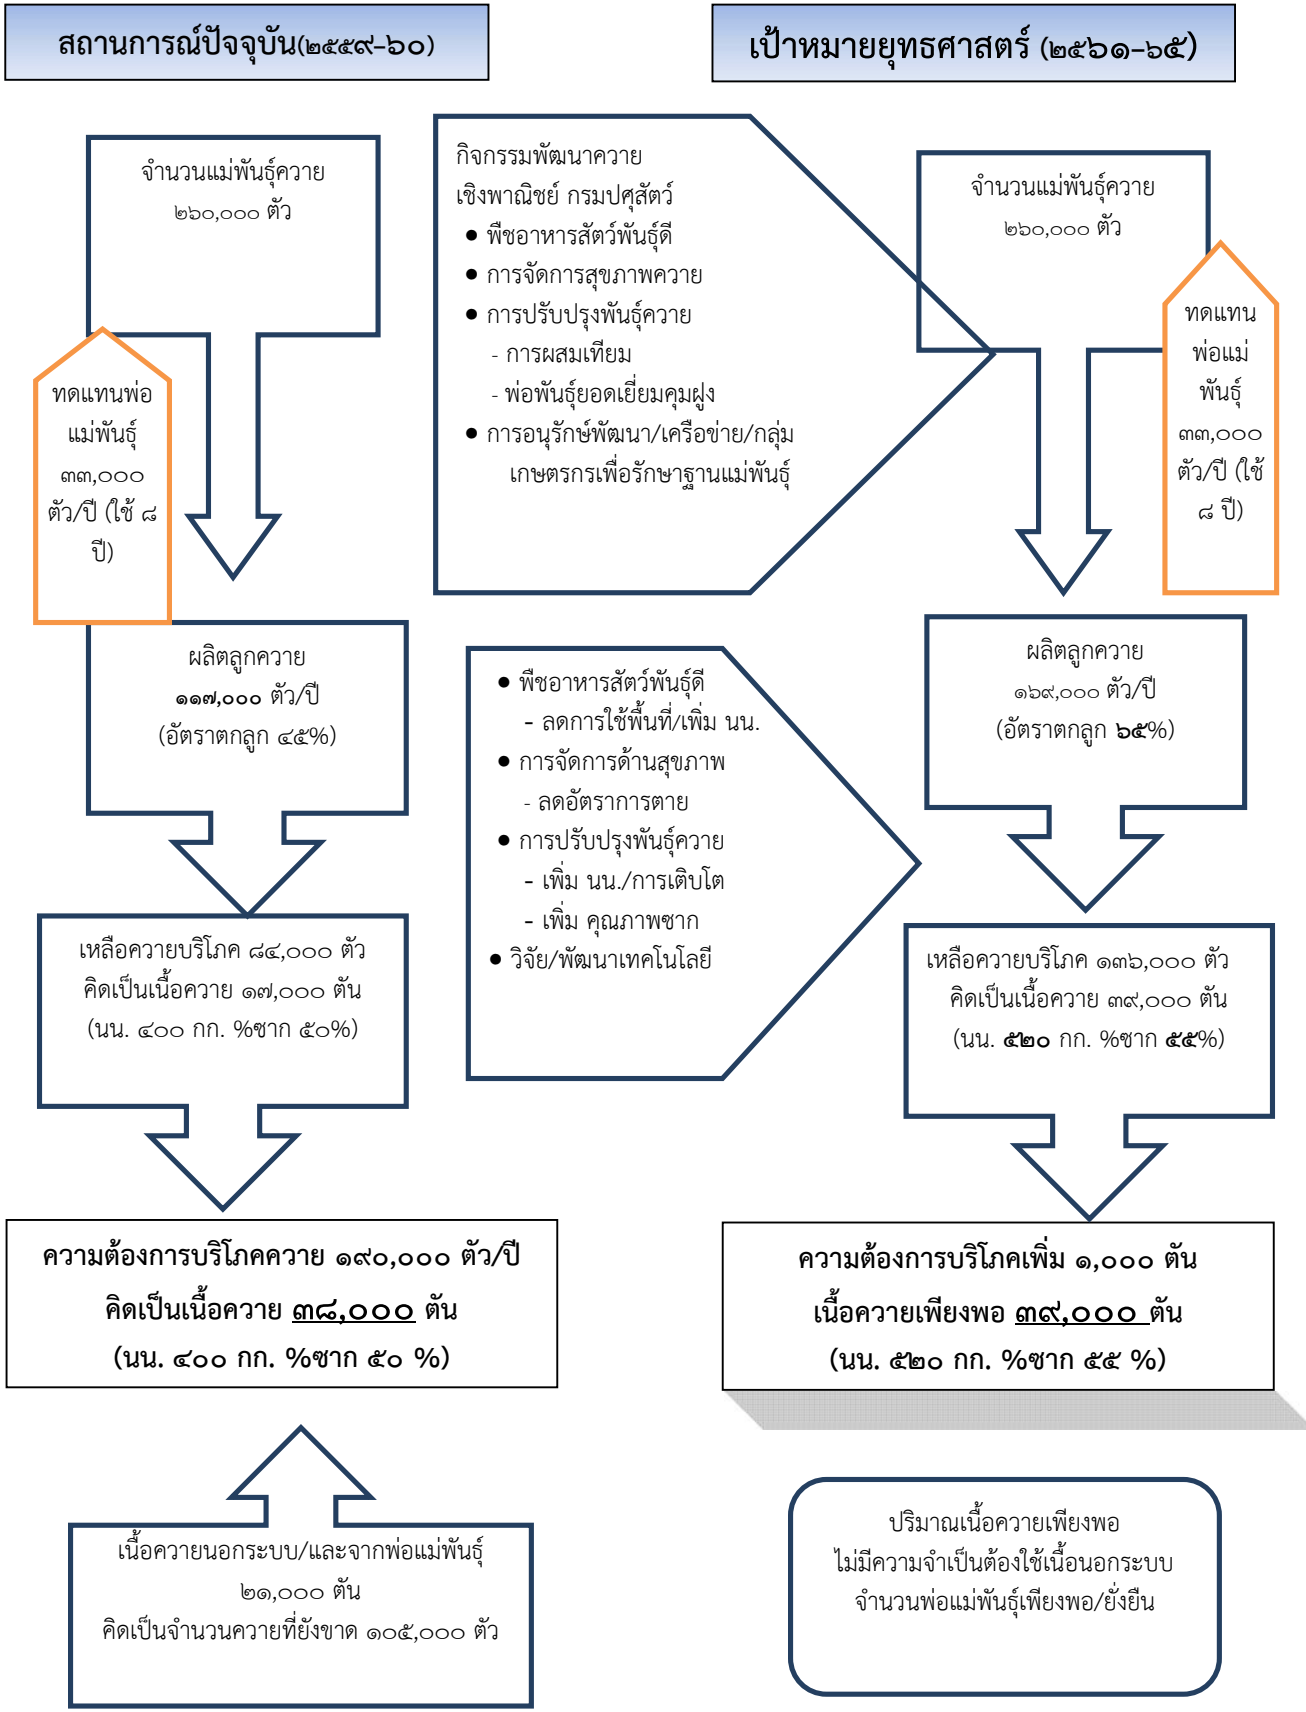 สถานการณ์ปัจจุบัน(๒๕๕๙-๖๐)
เป้าหมายยุทธศาสตร์ (๒๕๖๑-๖๕)
จำนวนแม่พันธุ์ควาย
๒๖๐,๐๐๐ ตัว
ทดแทนพ่อ
แม่พันธุ์
๓๓,๐๐๐
ตัว/ปี (ใช้ ๘
ปี)
ผลิตลูกควาย
๑๑๗,๐๐๐ ตัว/ปี
(อัตราตกลูก ๔๕%)
เหลือควายบริโภค ๘๔,๐๐๐ ตัว
คิดเป็นเนื้อควาย ๑๗,๐๐๐ ตัน
(นน. ๔๐๐ กก. %ซาก ๕๐%)
ความต้องการบริโภคควาย ๑๙๐,๐๐๐ ตัว/ปี
คิดเป็นเนื้อควาย ๓๘,๐๐๐ ตัน
(นน. ๔๐๐ กก. %ซาก ๕๐ %)
เนื้อควายนอกระบบ/และจากพ่อแม่พันธุ์
๒๑,๐๐๐ ตัน
คิดเป็นจำนวนควายที่ยังขาด ๑๐๕,๐๐๐ ตัว
กิจกรรมพัฒนาควาย
เชิงพาณิชย์ กรมปศุสัตว์
● พืชอาหารสัตว์พันธุ์ดี
● การจัดการสุขภาพควาย
● การปรับปรุงพันธุ์ควาย
- การผสมเทียม
- พ่อพันธุ์ยอดเยี่ยมคุมฝูง
● การอนุรักษ์พัฒนา/เครือข่าย/กลุ่ม
เกษตรกรเพื่อรักษาฐานแม่พันธุ์
● พืชอาหารสัตว์พันธุ์ดี
- ลดการใช้พื้นที่/เพิ่ม นน.
● การจัดการด้านสุขภาพ
- ลดอัตราการตาย
● การปรับปรุงพันธุ์ควาย
- เพิ่ม นน./การเติบโต
- เพิ่ม คุณภาพซาก
● วิจัย/พัฒนาเทคโนโลยี
จำนวนแม่พันธุ์ควาย
๒๖๐,๐๐๐ ตัว
ทดแทน
พ่อแม่
พันธุ์
๓๓,๐๐๐
ตัว/ปี (ใช้
๘ ปี)
ผลิตลูกควาย
๑๖๙,๐๐๐ ตัว/ปี
(อัตราตกลูก ๖๕%)
เหลือควายบริโภค ๑๓๖,๐๐๐ ตัว
คิดเป็นเนื้อควาย ๓๙,๐๐๐ ตัน
(นน. ๕๒๐ กก. %ซาก ๕๕%)
ความต้องการบริโภคเพิ่ม ๑,๐๐๐ ตัน
เนื้อควายเพียงพอ ๓๙,๐๐๐ ตัน
(นน. ๕๒๐ กก. %ซาก ๕๕ %)
ปริมาณเนื้อควายเพียงพอ
ไม่มีความจำเป็นต้องใช้เนื้อนอกระบบ
จำนวนพ่อแม่พันธุ์เพียงพอ/ยั่งยืน